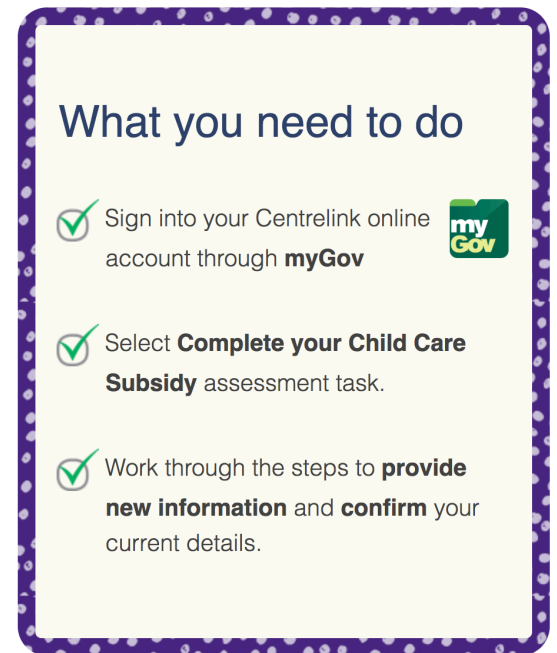 What you need to do
Sign into your Centrelink online
account through myGov
my
Gov
Select Complete your Child Care
Subsidy assessment task.
Work through the steps to provide
new information and confirm your
current details.